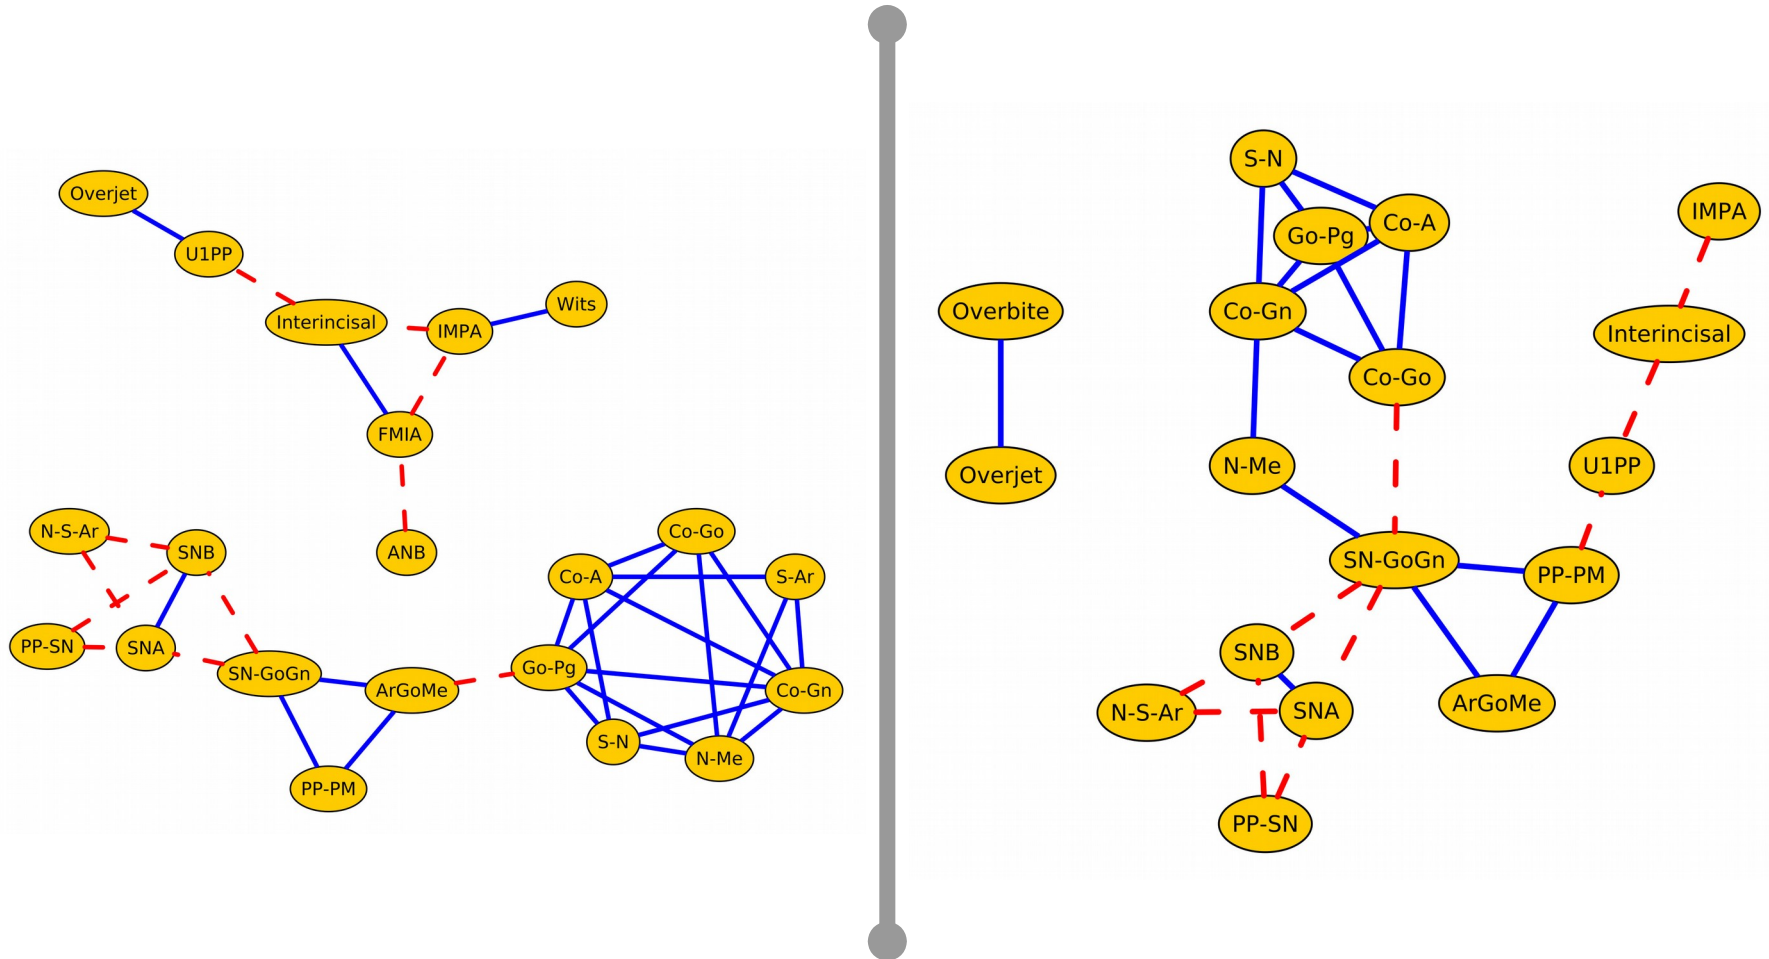 Overjet
U1PP
Interincisal
IMPA
Wits
FMIA
ANB
N-S-Ar
SNB
PP-SN
SNA
SN-GoGn
ArGoMe
PP-PM
Co-Go
Co-A
S-Ar
Go-Pg
Co-Gn
S-N
N-Me
S-N
Go-Pg
Co-A
IMPA
Overbite
Co-Gn
Interincisal
Co-Go
Overjet
N-Me
U1PP
SN-GoGn
PP-PM
SNB
N-S-Ar
SNA
ArGoMe
PP-SN